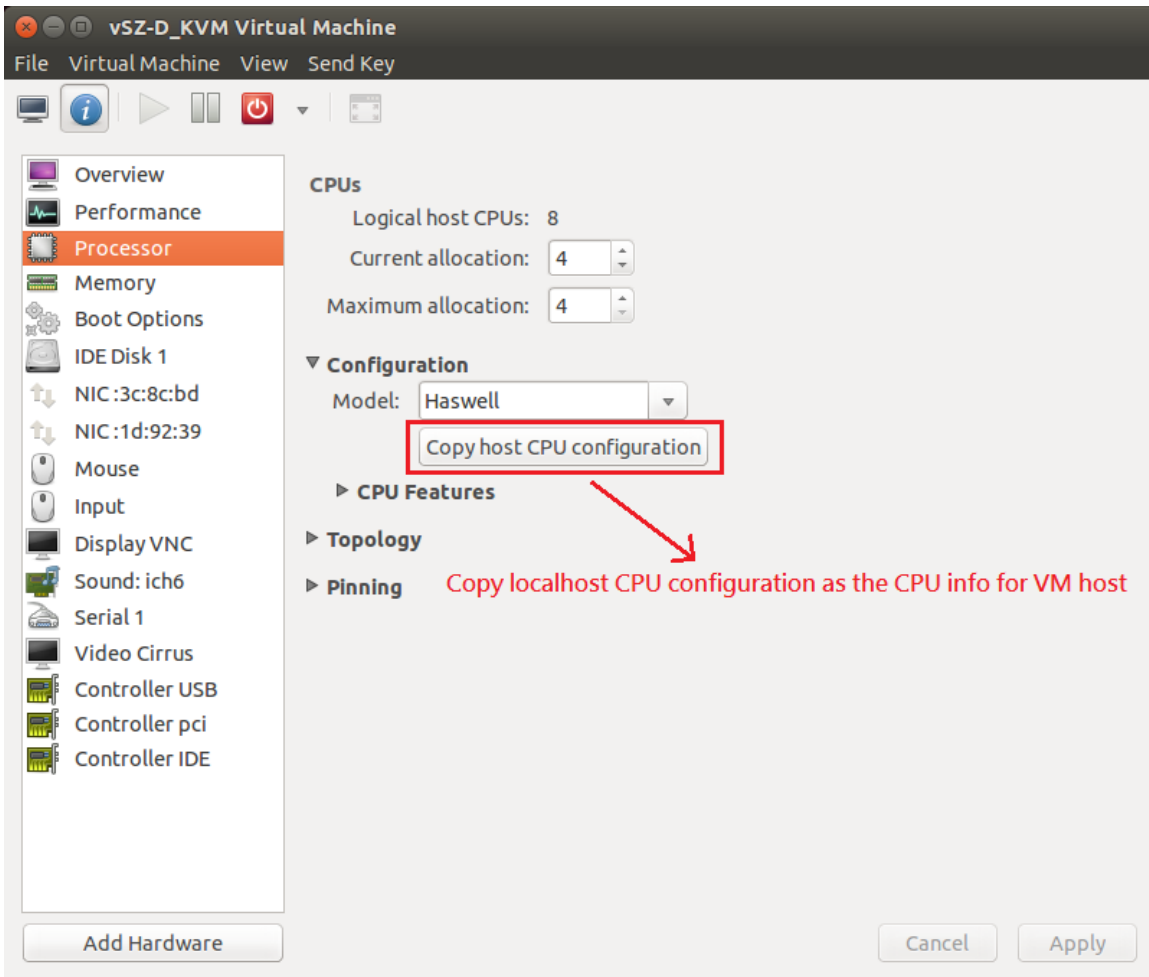 vSZ-D_KVM Virtual Machine
File Virtual Machine View Send Key
Overview
Performance
Processor
Memory
Boot Options
IDE Disk 1
NIC :3c:8c:bd
NIC :1d:92:39
Mouse
Input
Display VNC
Sound: ich6
Serial 1
Video Cirrus
Controller USB
Controller pci
Controller IDE
Add Hardware
CPUs
Logical host CPUs: 8
Current allocation: 4
Maximum allocation: 4
Configuration
Model: Haswell
Copy host CPU configuration
CPU Features
Topology
Pinning
Copy localhost CPU configuration as the CPU info for VM host
Cancel Apply